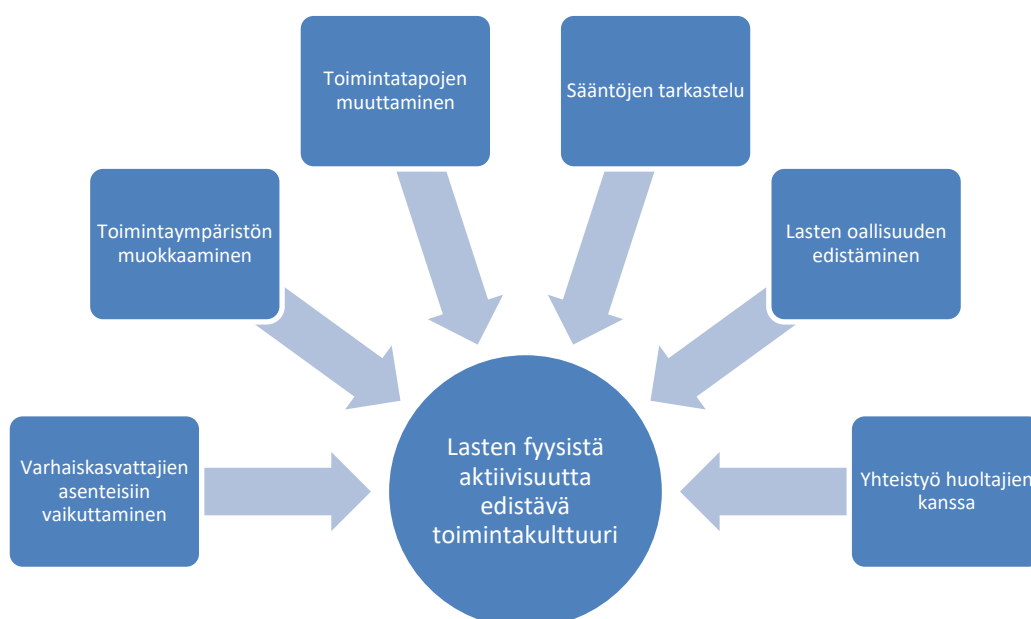 Toimintatapojen
muuttaminen
Sääntöjen tarkastelu
Toimintaympäristön
muokkaaminen
Lasten oallisuuden
edistäminen
Varhaiskasvattajien
asenteisiin
vaikuttaminen
Lasten fyysistä
aktiivisuutta
edistävä
toimintakulttuuri
Yhteistyö huoltajien
kanssa